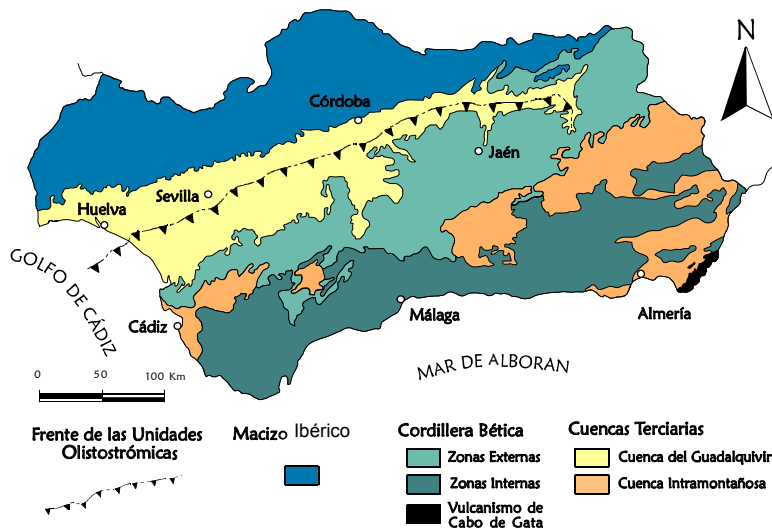 N
Córdoba
Jaén
Sevilla
Huelva
GOLFO DE CÁDIZ
Cádiz
Málaga
Almería
MAR DE ALBORAN
0 50 100 Km
Frente de las Unidades
Olistostrómicas
Macizo Ibérico
Cordillera Bética
Zonas Externas
Zonas Internas
Vulcanismo de
Cabo de Gata
Cuencas Terciarias
Cuenca del Guadalquivir
Cuenca Intramontañosa